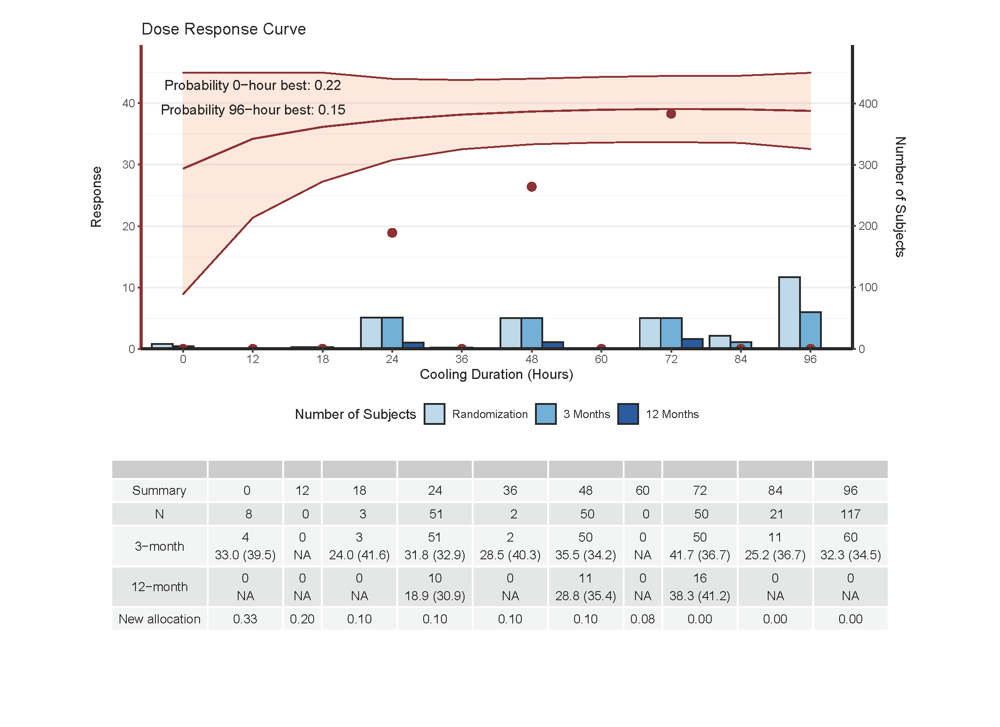 Dose Response Curve
Probability 0−hour best: 0.22
Probability 96−hour best: 0.15
Response
40
30
20
10
0
Number of Subjects
400
300
200
100
0
0 12 18 24 36 48 60 72 84 96
Cooling Duration (Hours)
Number of Subjects Randomization 3 Months 12 Months
Summary 0 12 18 24 36 48 60 72 84 96
N 8 0 3 51 2 50 0 50 21 117
3−month
4 0 3 51 2 50 0 50 11 60
33.0 (39.5) NA 24.0 (41.6) 31.8 (32.9) 28.5 (40.3) 35.5 (34.2) NA 41.7 (36.7) 25.2 (36.7) 32.3 (34.5)
12−month
0 0 0 10 0 11 0 16 0 0
NA NA NA 18.9 (30.9) NA 28.8 (35.4) NA 38.3 (41.2) NA NA
New allocation 0.33 0.20 0.10 0.10 0.10 0.10 0.08 0.00 0.00 0.00